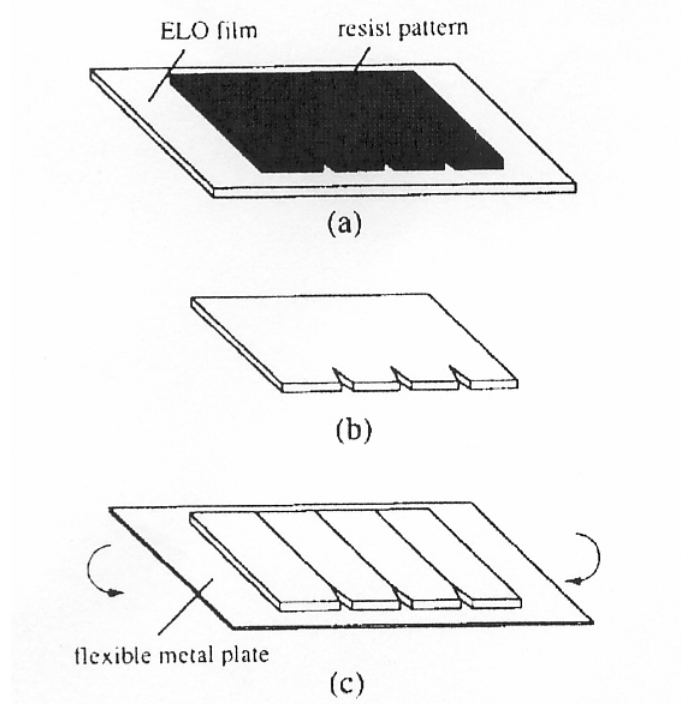 ELO film
resist pattern
(a)
(b)
flexible metal plate
(c)